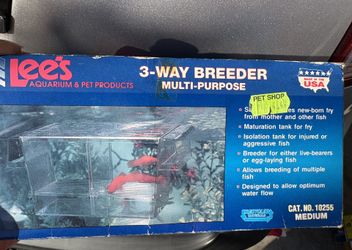 Lee's
AQUARIUM & PET PRODUCTS
3-WAY BREEDER
MULTI-PURPOSE
MADE IN THE
USA
PET SHOP
new-born fry
from mother and other fish
• Maturation tank for fry
• Isolation tank for injured or
aggressive fish
• Breeder for either live-bearers
or egg-laying fish
• Allows breeding of multiple
fish
• Designed to allow optimum
water flow
CAT. NO. 10255
MEDIUM